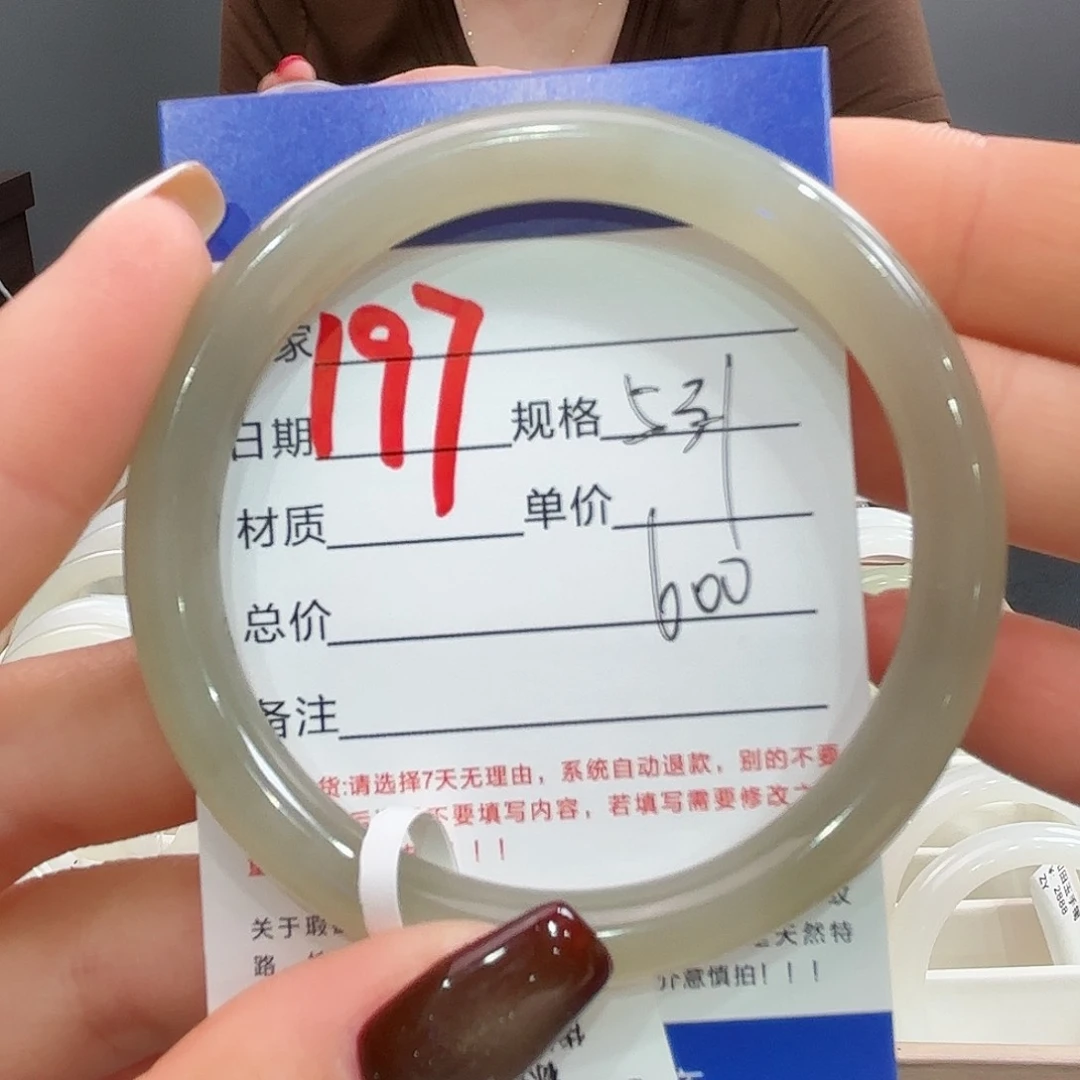 家
197
日期 规格 53
材质 单价
总价 600
备注
货:请选择7天无理由，系统自动退款，别的不要
不要填写内容，若填写需要修改
!!
关于瑕
天然特
路
介意慎拍!!!
2888